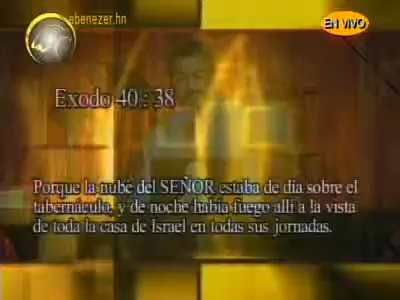 ebenezer.hn
EN VIVO
Exodo 40 : 38
Porque la nube del SEÑOR estaba de día sobre el
tabernáculo, y de noche había fuego allí a la vista
de toda la casa de Israel en todas sus jornadas.